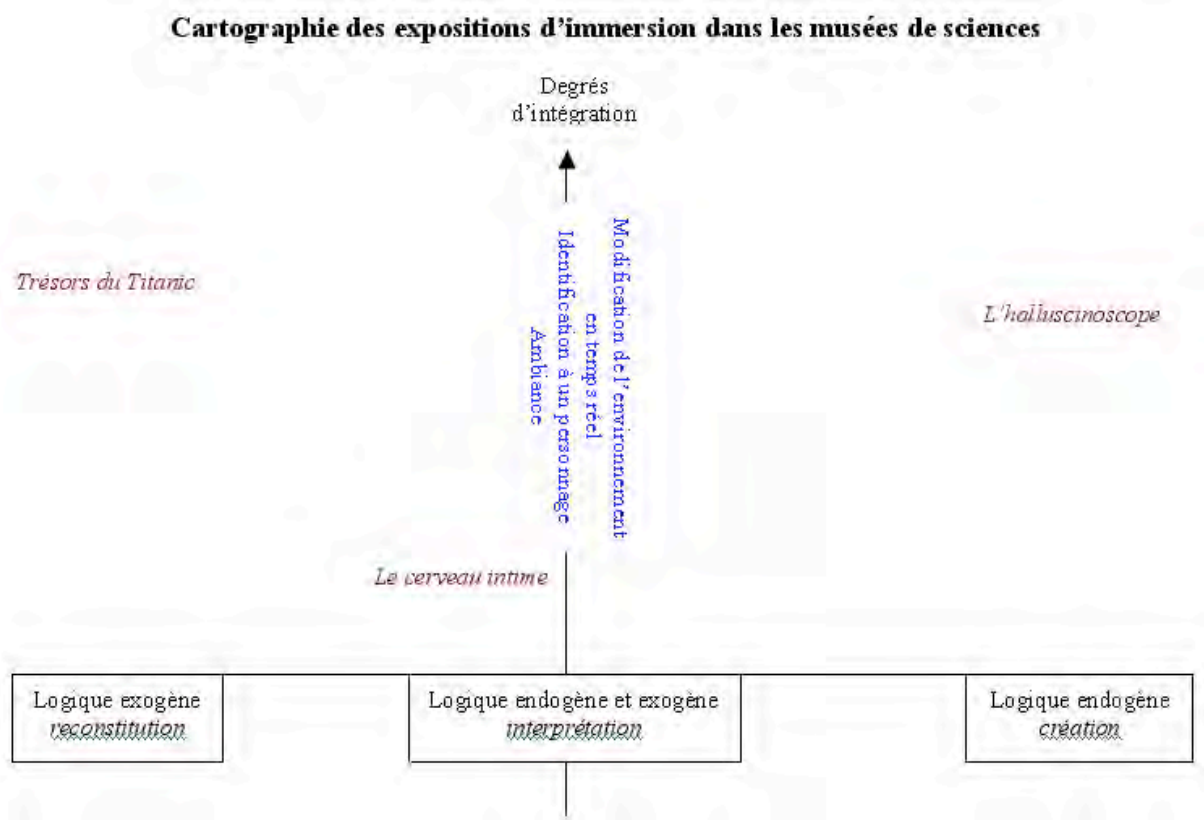 Cartographie des expositions d'immersion dans les musées de sciences
Degrés
d'intégration
Modification de l'environnement
en temps réel
Identification à un personnage
Ambiance
Trésors du Titanic
L'halluscinoscope
Le cerveau intime
Logique exogène
reconstitution
Logique endogène et exogène
interprétation
Logique endogène
création